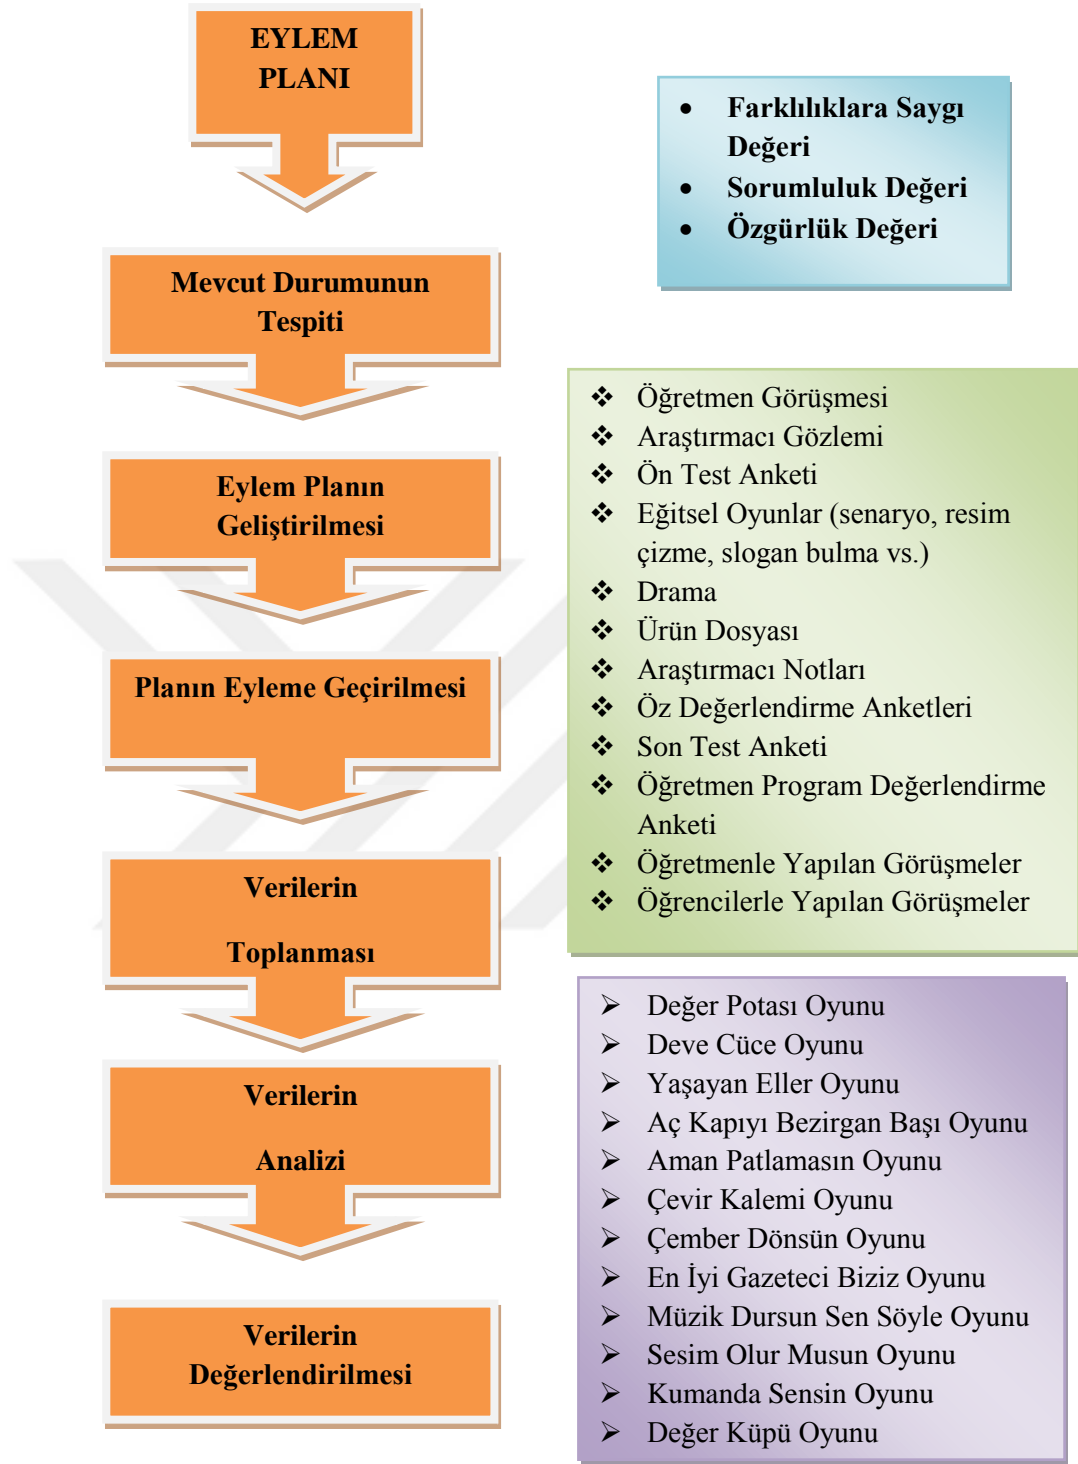 EYLEM
PLANI
Mevcut Durumunun
Tespiti
Eylem Planın
Geliştirilmesi
Planın Eyleme Geçirilmesi
Verilerin
Toplanması
Verilerin
Analizi
Verilerin
Değerlendirilmesi
• Farklılıklara Saygı
Değeri
• Sorumluluk Değeri
• Özgürlük Değeri
❖ Öğretmen Görüşmesi
❖ Araştırmacı Gözlemi
❖ Ön Test Anketi
❖ Eğitsel Oyunlar (senaryo, resim
çizme, slogan bulma vs.)
❖ Drama
❖ Ürün Dosyası
❖ Araştırmacı Notları
❖ Öz Değerlendirme Anketleri
❖ Son Test Anketi
❖ Öğretmen Program Değerlendirme
Anketi
❖ Öğretmenle Yapılan Görüşmeler
❖ Öğrencilerle Yapılan Görüşmeler
➢ Değer Potası Oyunu
➢ Deve Cüce Oyunu
➢ Yaşayan Eller Oyunu
➢ Aç Kapıyı Bezirgan Başı Oyunu
➢ Aman Patlamasın Oyunu
➢ Çevir Kalemi Oyunu
➢ Çember Dönsün Oyunu
➢ En İyi Gazeteci Biziz Oyunu
➢ Müzik Dursun Sen Söyle Oyunu
➢ Sesim Olur Musun Oyunu
➢ Kumanda Sensin Oyunu
➢ Değer Küpü Oyunu